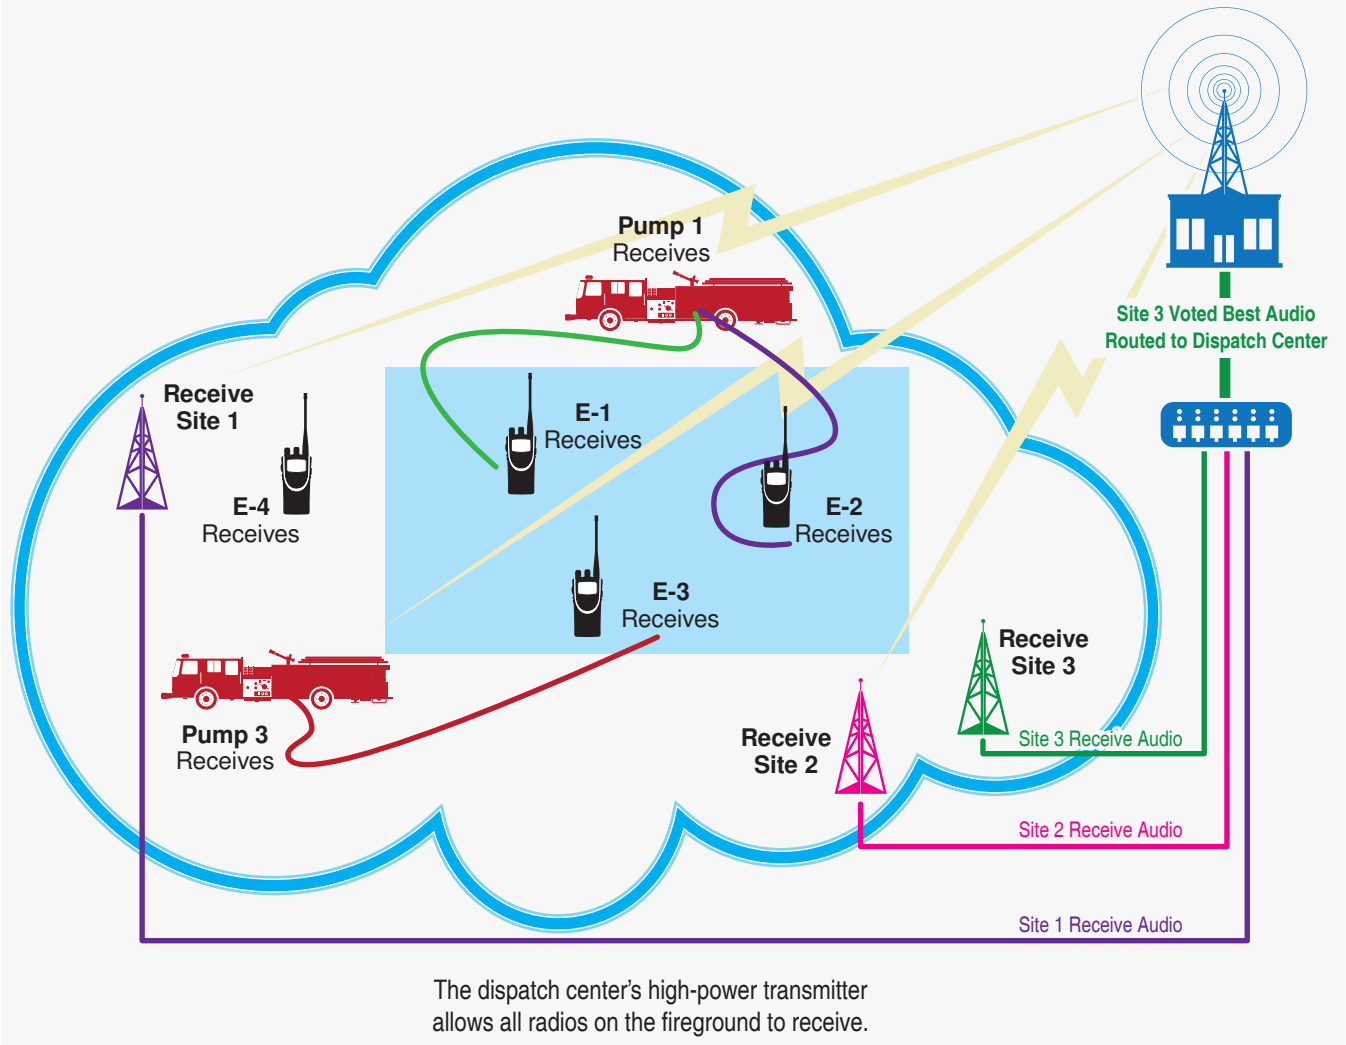 Pump 1
Receives
Site 3 Voted Best Audio
Routed to Dispatch Center
Receive
Site 1
E-1
Receives
E-4
Receives
E-2
Receives
E-3
Receives
Receive
Site 3
Pump 3
Receives
Receive
Site 2
Site 3 Receive Audio
Site 2 Receive Audio
Site 1 Receive Audio
The dispatch center’s high-power transmitter
allows all radios on the fireground to receive.